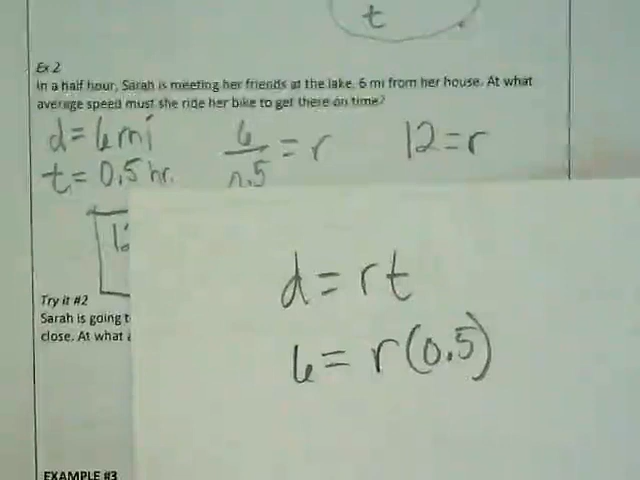 t
Ex 2
In a half hour, Sarah is meeting her friends at the lake, 6 mi from her house. At what
average speed must she ride her bike to get there on time?
d = 6 mi
t = 0.5 hr.
6
0.5
= r
12 = r
12
d = rt
6 = r(0.5)
Try it #2
Sarah is going t
close. At what
EXAMPLE #3